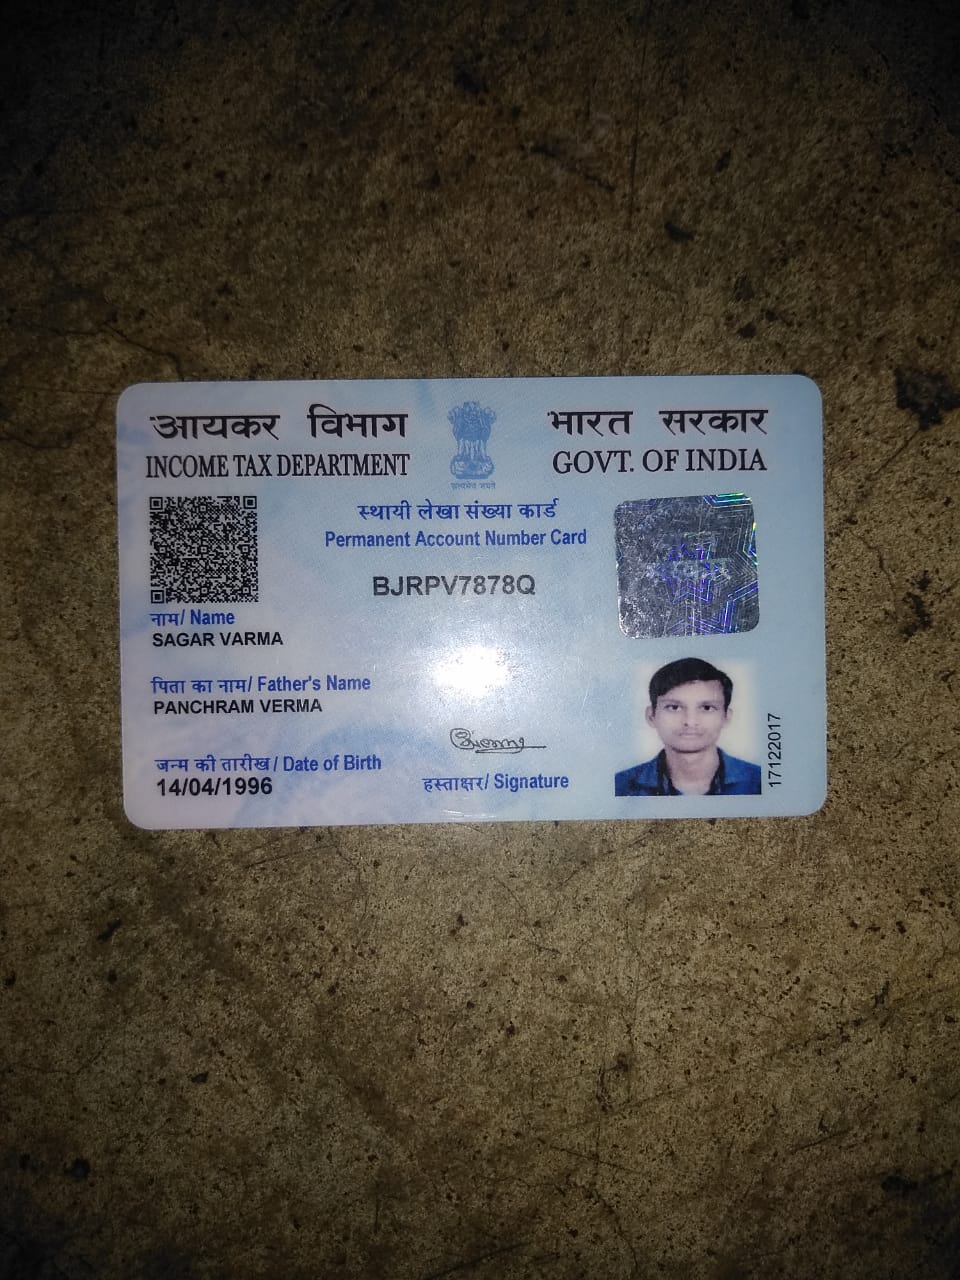 आयकर विभाग
INCOME TAX DEPARTMENT
सत्यमेव जयते
भारत सरकार
GOVT. OF INDIA
स्थायी लेखा संख्या कार्ड
Permanent Account Number Card
BJRPV7878Q
नाम/ Name
SAGAR VARMA
पिता का नाम/ Father's Name
PANCHRAM VERMA
जन्म की तारीख / Date of Birth
14/04/1996
हस्ताक्षर/ Signature
17122017